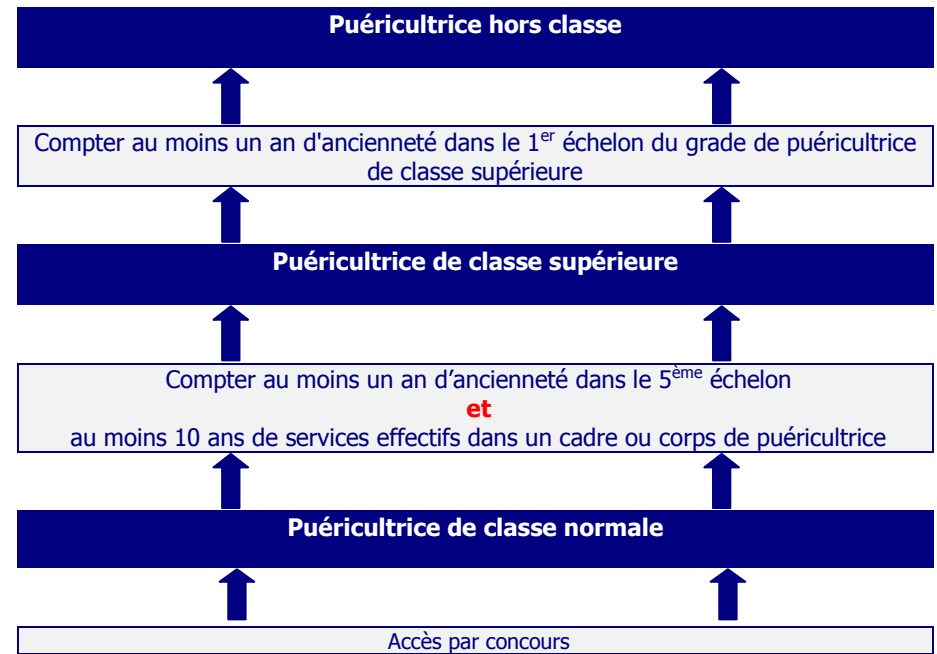 Puéricultrice hors classe
Compter au moins un an d'ancienneté dans le 1er échelon du grade de puéricultrice
de classe supérieure
Puéricultrice de classe supérieure
Compter au moins un an d’ancienneté dans le 5ème échelon
et
au moins 10 ans de services effectifs dans un cadre ou corps de puéricultrice
Puéricultrice de classe normale
Accès par concours